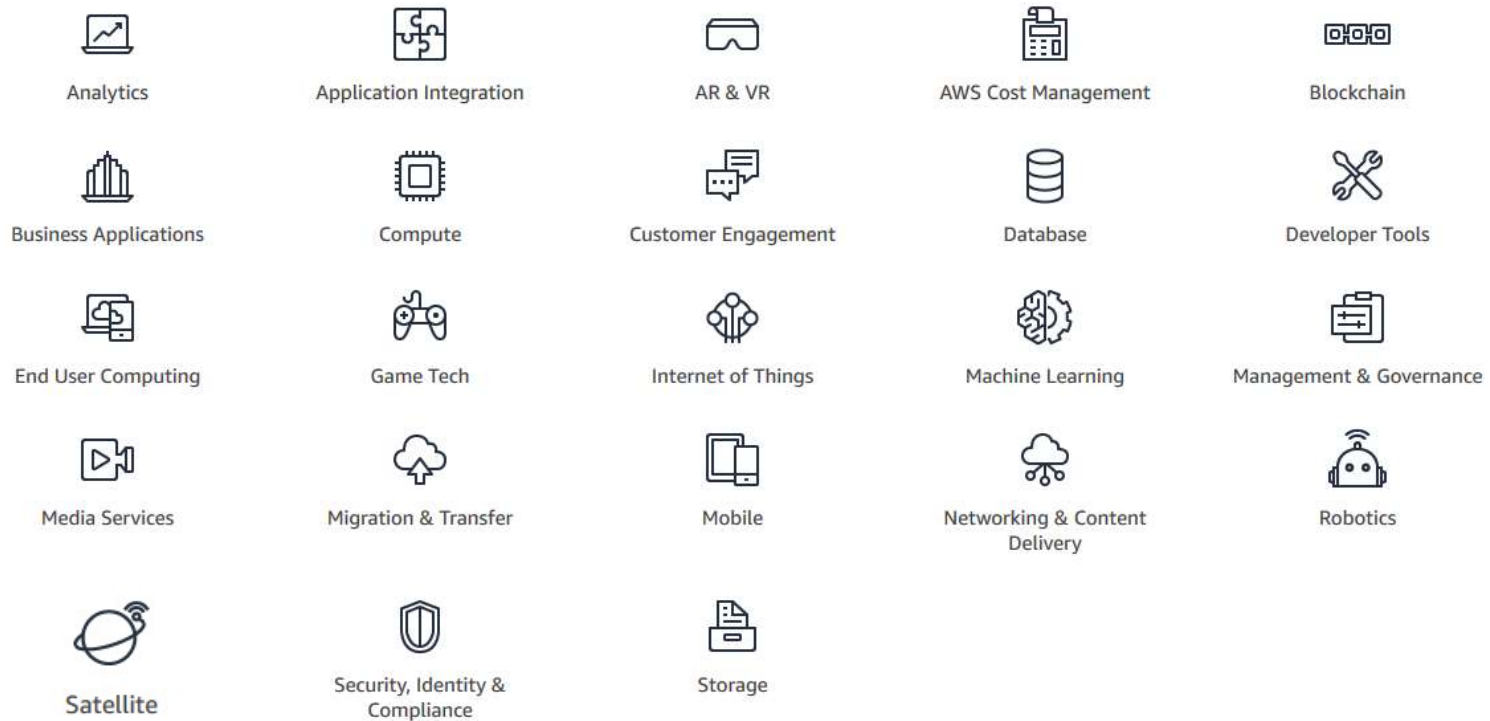 Analytics
Application Integration
AR & VR
AWS Cost Management
Blockchain
Business Applications
Compute
Customer Engagement
Database
Developer Tools
End User Computing
Game Tech
Internet of Things
Machine Learning
Management & Governance
Media Services
Migration & Transfer
Mobile
Networking & Content
Delivery
Robotics
Satellite
Security, Identity &
Compliance
Storage